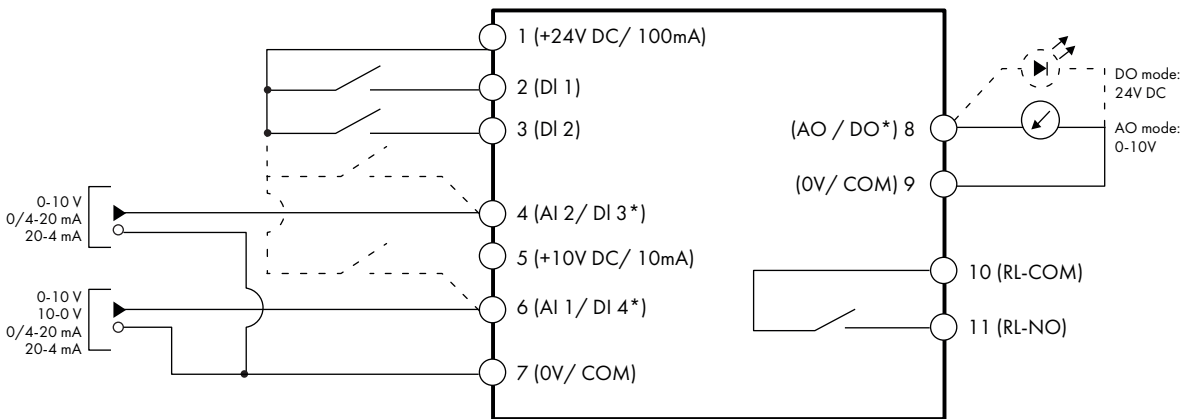 1 (+24V DC/ 100mA)
2 (DI 1)
3 (DI 2)
4 (AI 2/ DI 3*)
5 (+10V DC/ 10mA)
6 (AI 1/ DI 4*)
7 (0V/ COM)
0-10 V
0/4-20 mA
20-4 mA
0-10 V
10-0 V
0/4-20 mA
20-4 mA
(AO / DO*) 8
(0V/ COM) 9
10 (RL-COM)
11 (RL-NO)
DO mode:
24V DC
AO mode:
0-10V